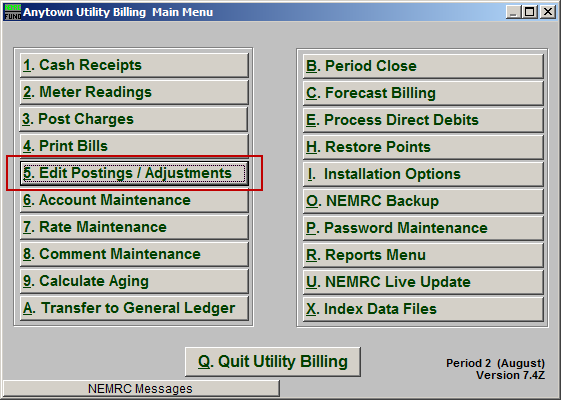 FUND
Anytown Utility Billing Main Menu
1. Cash Receipts
2. Meter Readings
3. Post Charges
4. Print Bills
5. Edit Postings / Adjustments
6. Account Maintenance
7. Rate Maintenance
8. Comment Maintenance
9. Calculate Aging
A. Transfer to General Ledger
B. Period Close
C. Forecast Billing
E. Process Direct Debits
H. Restore Points
I. Installation Options
O. NEMRC Backup
P. Password Maintenance
R. Reports Menu
U. NEMRC Live Update
X. Index Data Files
Q. Quit Utility Billing
Period 2 (August)
Version 7.4Z
NEMRC Messages